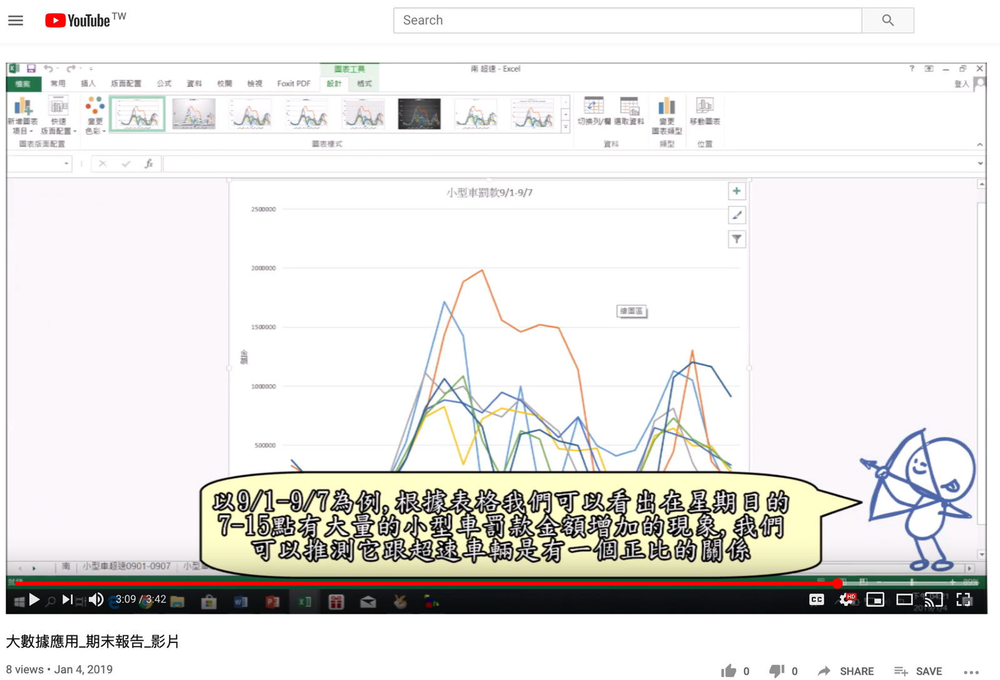 YouTube TW
Search
圖表工具
南 超速 - Excel
檔案 常用 插入 版面配置 公式 資料 校閱 檢視 Foxit PDF 設計 格式
登入
新增圖表項目 快速版面配置 變更色彩 切換列/欄 選取資料 變更圖表類型 移動圖表
圖表版面配置 圖表樣式 資料 類型 位置
fx
小型車罰款9/1-9/7
2500000
2000000
繪圖區
1500000
金額
1000000
500000
以9/1-9/7為例,根據表格我們可以看出在星期日的
7-15點有大量的小型車罰款金額增加的現象,我們
可以推測它跟超速車輛是有一個正比的關係
南 小型車超速0901-0907 小型車
89%
3:09 / 3:42
CC HD
2019/1/4
大數據應用_期末報告_影片
8 views • Jan 4, 2019
0 0 SHARE SAVE